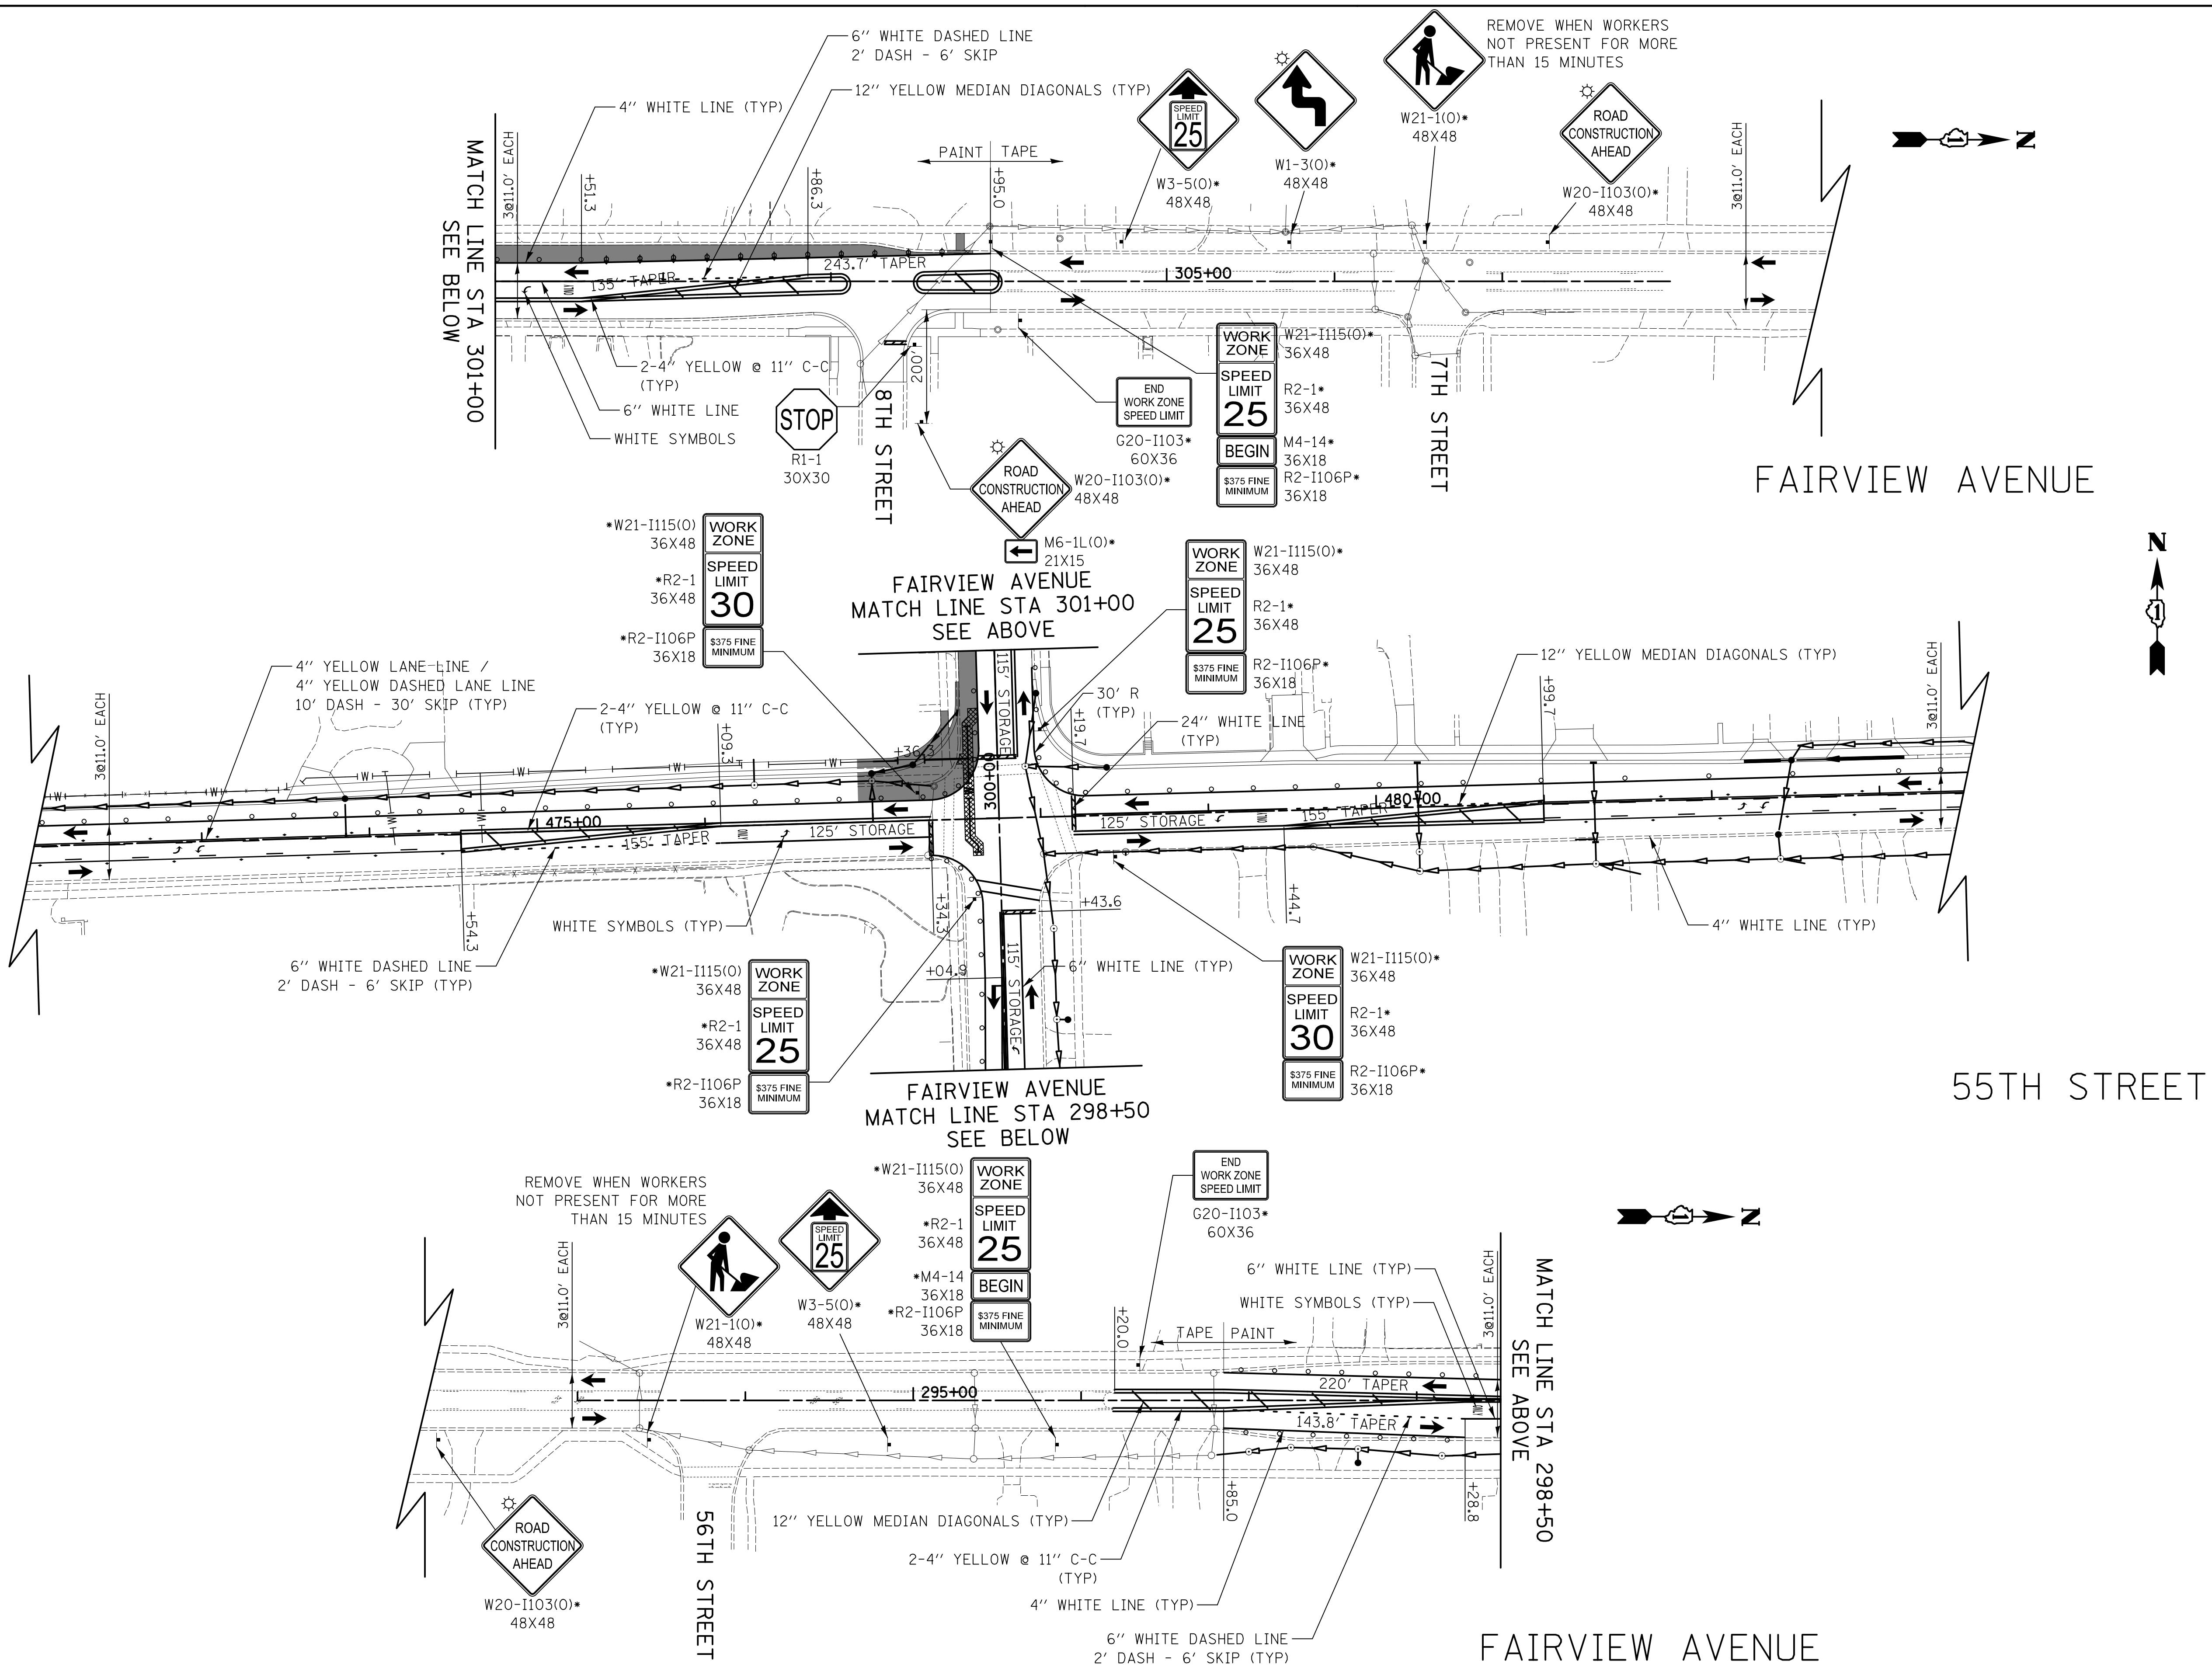 6" WHITE DASHED LINE
2' DASH - 6' SKIP
12" YELLOW MEDIAN DIAGONALS (TYP)
4" WHITE LINE (TYP)
REMOVE WHEN WORKERS
NOT PRESENT FOR MORE
THAN 15 MINUTES
SPEED
LIMIT
25
W3-5(O)*
48X48
W1-3(O)*
48X48
W21-1(O)*
48X48
ROAD
CONSTRUCTION
AHEAD
W20-I103(O)*
48X48
N
MATCH LINE STA 301+00
SEE BELOW
3@11.0' EACH
+51.3
+86.3
PAINT
TAPE
+95.0
3@11.0' EACH
243.7' TAPER
135' TAPER
ONLY
305+00
2-4" YELLOW @ 11" C-C
(TYP)
6" WHITE LINE
WHITE SYMBOLS
STOP
R1-1
30X30
8TH STREET
200'
END
WORK ZONE
SPEED LIMIT
G20-I103*
60X36
WORK
ZONE
W21-I115(O)*
36X48
SPEED
LIMIT
25
R2-1*
36X48
BEGIN
M4-14*
36X18
$375 FINE
MINIMUM
R2-I106P*
36X18
7TH STREET
FAIRVIEW AVENUE
ROAD
CONSTRUCTION
AHEAD
W20-I103(O)*
48X48
M6-1L(O)*
21X15
*W21-I115(O)
36X48
WORK
ZONE
*R2-1
36X48
SPEED
LIMIT
30
*R2-I106P
36X18
$375 FINE
MINIMUM
FAIRVIEW AVENUE
MATCH LINE STA 301+00
SEE ABOVE
WORK
ZONE
W21-I115(O)*
36X48
SPEED
LIMIT
25
R2-1*
36X48
$375 FINE
MINIMUM
R2-I106P*
36X18
N
1
4" YELLOW LANE LINE /
4" YELLOW DASHED LANE LINE
10' DASH - 30' SKIP (TYP)
3@11.0' EACH
2-4" YELLOW @ 11" C-C
(TYP)
+09.3
+36.3
115' STORAGE
30' R
(TYP)
+19.7
24" WHITE LINE
(TYP)
12" YELLOW MEDIAN DIAGONALS (TYP)
+99.7
3@11.0' EACH
W
W
W
W
W
W
W
W
475+00
155' TAPER
ONLY
125' STORAGE
300+00
125' STORAGE
ONLY
155' TAPER
480+00
+54.3
WHITE SYMBOLS (TYP)
+34.3
+43.6
+44.7
4" WHITE LINE (TYP)
6" WHITE DASHED LINE
2' DASH - 6' SKIP (TYP)
+04.9
115' STORAGE
6" WHITE LINE (TYP)
*W21-I115(O)
36X48
WORK
ZONE
*R2-1
36X48
SPEED
LIMIT
25
*R2-I106P
36X18
$375 FINE
MINIMUM
WORK
ZONE
W21-I115(O)*
36X48
SPEED
LIMIT
30
R2-1*
36X48
$375 FINE
MINIMUM
R2-I106P*
36X18
55TH STREET
FAIRVIEW AVENUE
MATCH LINE STA 298+50
SEE BELOW
REMOVE WHEN WORKERS
NOT PRESENT FOR MORE
THAN 15 MINUTES
W21-1(O)*
48X48
SPEED
LIMIT
25
W3-5(O)*
48X48
*W21-I115(O)
36X48
WORK
ZONE
*R2-1
36X48
SPEED
LIMIT
25
*M4-14
36X18
BEGIN
*R2-I106P
36X18
$375 FINE
MINIMUM
END
WORK ZONE
SPEED LIMIT
G20-I103*
60X36
N
3@11.0' EACH
+20.0
TAPE
PAINT
6" WHITE LINE (TYP)
WHITE SYMBOLS (TYP)
3@11.0' EACH
MATCH LINE STA 298+50
SEE ABOVE
295+00
220' TAPER
143.8' TAPER
ONLY
+85.0
+28.8
ROAD
CONSTRUCTION
AHEAD
W20-I103(O)*
48X48
56TH STREET
12" YELLOW MEDIAN DIAGONALS (TYP)
2-4" YELLOW @ 11" C-C
(TYP)
4" WHITE LINE (TYP)
6" WHITE DASHED LINE
2' DASH - 6' SKIP (TYP)
FAIRVIEW AVENUE